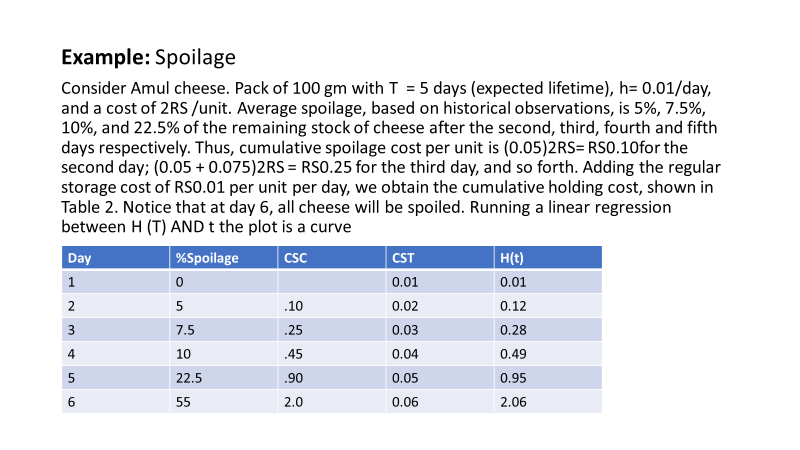 Example: Spoilage
Consider Amul cheese. Pack of 100 gm with T = 5 days (expected lifetime), h= 0.01/day,
and a cost of 2RS /unit. Average spoilage, based on historical observations, is 5%, 7.5%,
10%, and 22.5% of the remaining stock of cheese after the second, third, fourth and fifth
days respectively. Thus, cumulative spoilage cost per unit is (0.05)2RS= RS0.10for the
second day; (0.05 + 0.075)2RS = RS0.25 for the third day, and so forth. Adding the regular
storage cost of RS0.01 per unit per day, we obtain the cumulative holding cost, shown in
Table 2. Notice that at day 6, all cheese will be spoiled. Running a linear regression
between H (T) AND t the plot is a curve
Day %Spoilage CSC CST H(t)
1 0 0.01 0.01
2 5 .10 0.02 0.12
3 7.5 .25 0.03 0.28
4 10 .45 0.04 0.49
5 22.5 .90 0.05 0.95
6 55 2.0 0.06 2.06